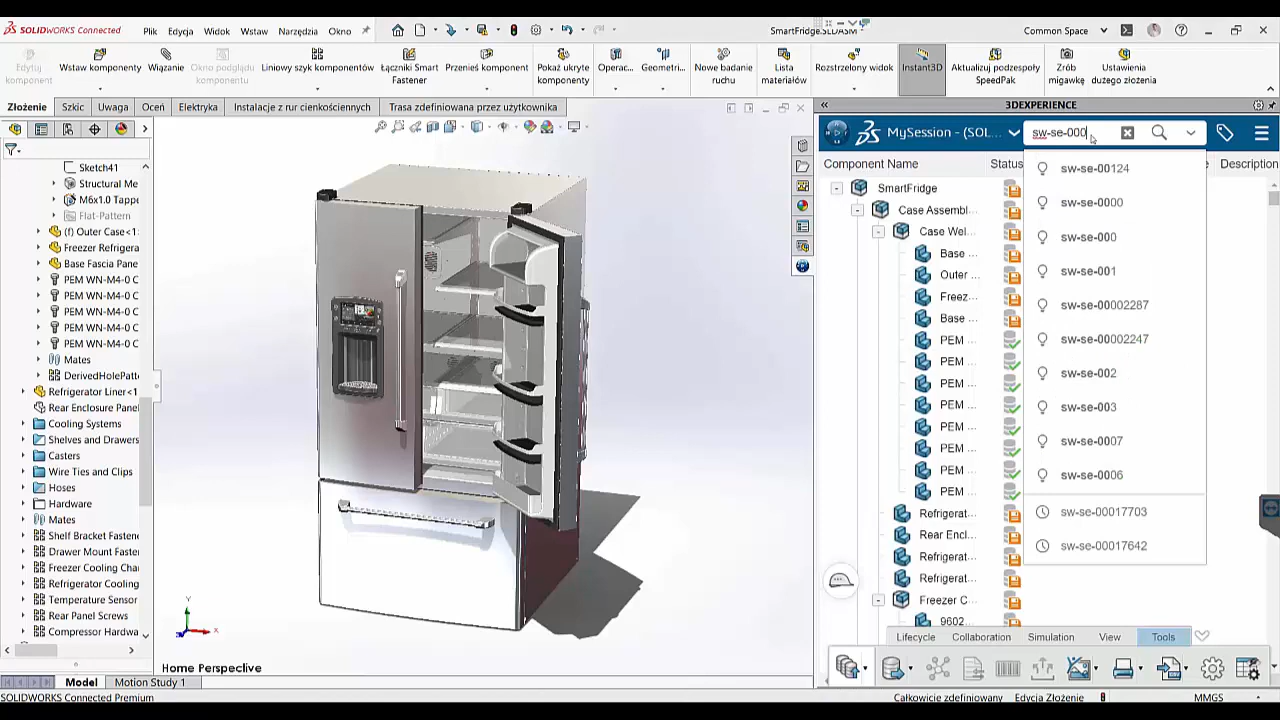 SOLIDWORKS Connected
Plik
Edycja
Widok
Wstaw
Narzędzia
Okno
SmartFridge.SLDASM
Common Space
Edytuj komponent
Wstaw komponenty
Wiązanie
Okno podglądu komponentu
Liniowy szyk komponentów
Łączniki Smart Fastener
Przenieś komponent
Pokaż ukryte komponenty
Operac...
Geometri...
Nowe badanie ruchu
Lista materiałów
Rozstrzelony widok
Instant3D
Aktualizuj podzespoły SpeedPak
Zrób migawkę
Ustawienia dużego złożenia
Złożenie
Szkic
Uwaga
Oceń
Elektryka
Instalacje z rur cienkościennych
Trasa zdefiniowana przez użytkownika
3DEXPERIENCE
Sketch41
Structural Me
M6x1.0 Tappe
Flat-Pattern
(f) Outer Case<1
Freezer Refrigera
Base Fascia Pane
PEM WN-M4-0 C
PEM WN-M4-0 C
PEM WN-M4-0 C
PEM WN-M4-0 C
PEM WN-M4-0 C
Mates
DerivedHolePatte
Refrigerator Liner<1
Rear Enclosure Panel
Cooling Systems
Shelves and Drawers
Casters
Wire Ties and Clips
Hoses
Hardware
Mates
Shelf Bracket Fastene
Drawer Mount Fasten
Freezer Cooling Char
Refrigerator Cooling
Temperature Sensor
Rear Panel Screws
Compressor Hardwa
Y
X
Home Perspective
Model
Motion Study 1
SOLIDWORKS Connected Premium
MySession - (SOL...
sw-se-000
Component Name
Status
Description
SmartFridge
Case Assembl...
Case Wel...
Base ...
Outer ...
Freez...
Base ...
PEM ...
PEM ...
PEM ...
PEM ...
PEM ...
PEM ...
PEM ...
PEM ...
Refrigerat...
Rear Encl...
Refrigerat...
Refrigerat...
Freezer C...
9602...
sw-se-00124
sw-se-0000
sw-se-000
sw-se-001
sw-se-00002287
sw-se-00002247
sw-se-002
sw-se-003
sw-se-0007
sw-se-0006
sw-se-00017703
sw-se-00017642
Lifecycle
Collaboration
Simulation
View
Tools
Całkowicie zdefiniowany
Edycja Złożenie
MMGS